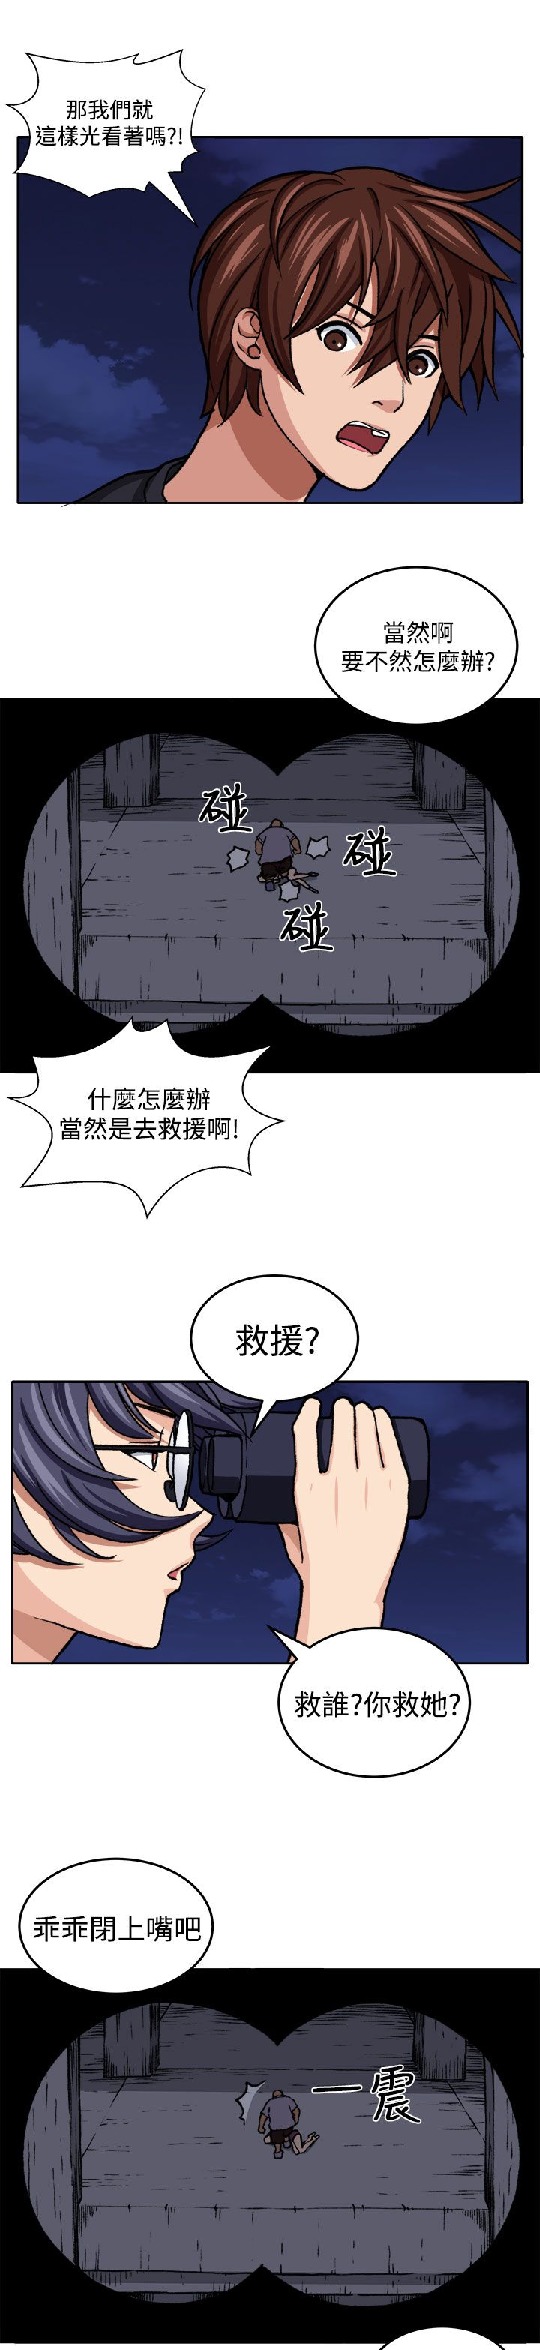 那我們就
這樣光看著嗎?!
當然啊
要不然怎麼辦?
碰
碰
碰
什麼怎麼辦
當然是去救援啊!
救援?
救誰?你救她?
乖乖閉上嘴吧
一震